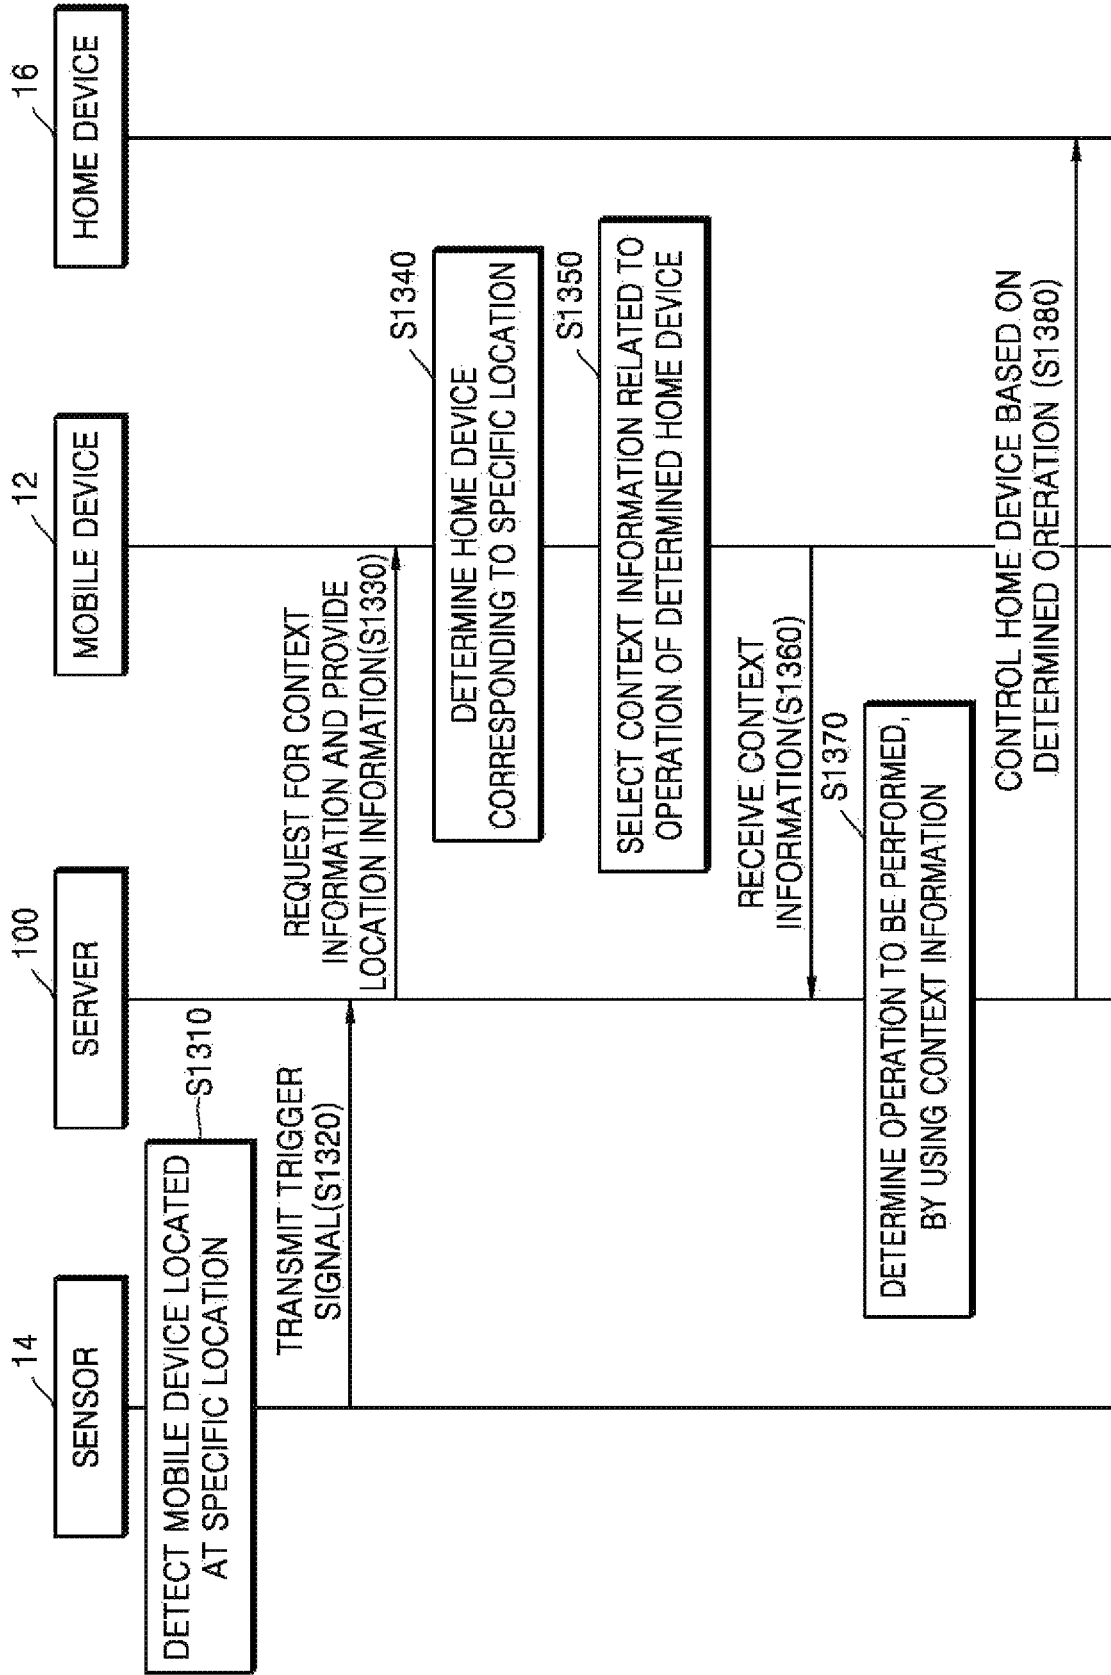 14
100
12
16
SENSOR
SERVER
MOBILE DEVICE
HOME DEVICE
DETECT MOBILE DEVICE LOCATED
AT SPECIFIC LOCATION
S1310
TRANSMIT TRIGGER
SIGNAL(S1320)
REQUEST FOR CONTEXT
INFORMATION AND PROVIDE
LOCATION INFORMATION(S1330)
S1340
DETERMINE HOME DEVICE
CORRESPONDING TO SPECIFIC LOCATION
S1350
SELECT CONTEXT INFORMATION RELATED TO
OPERATION OF DETERMINED HOME DEVICE
RECEIVE CONTEXT
INFORMATION(S1360)
S1370
DETERMINE OPERATION TO BE PERFORMED,
BY USING CONTEXT INFORMATION
CONTROL HOME DEVICE BASED ON
DETERMINED ORERATION (S1380)